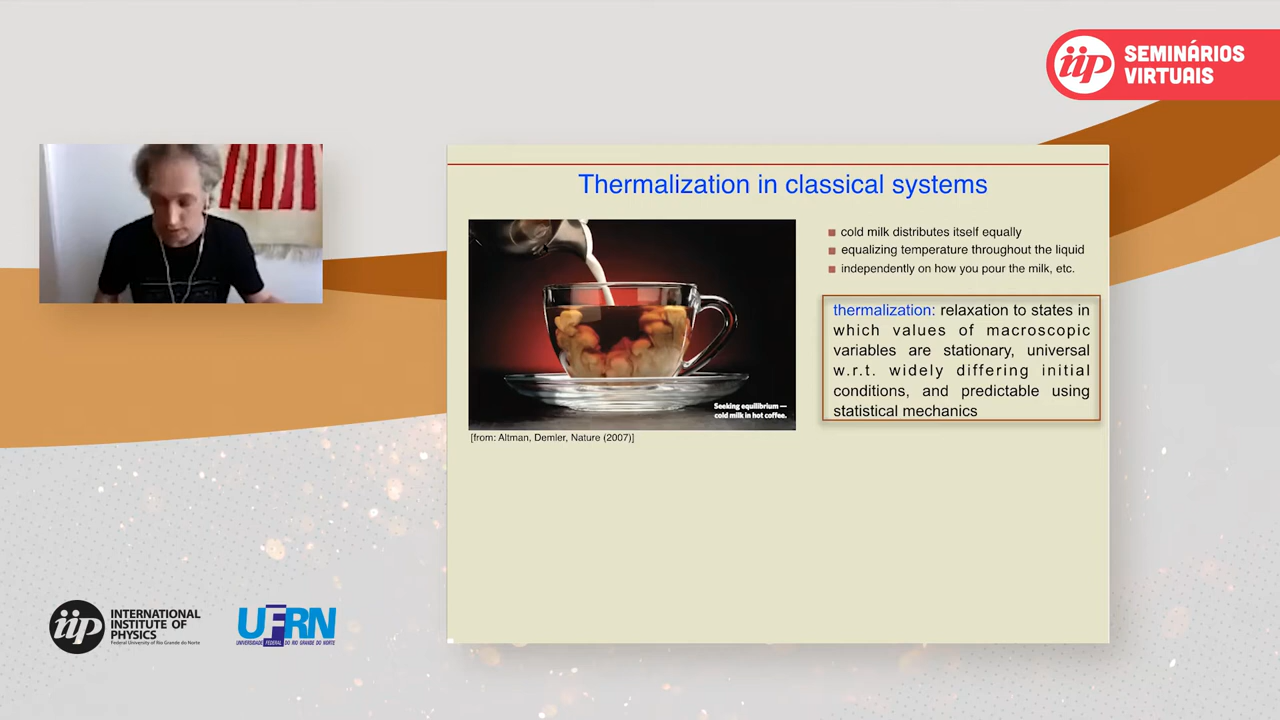 iip SEMINÁRIOS
VIRTUAIS
Thermalization in classical systems
cold milk distributes itself equally
equalizing temperature throughout the liquid
independently on how you pour the milk, etc.
thermalization: relaxation to states in
which values of macroscopic
variables are stationary, universal
w.r.t. widely differing initial
conditions, and predictable using
statistical mechanics
Seeking equilibrium —
cold milk in hot coffee.
[from: Altman, Demler, Nature (2007)]
iip INTERNATIONAL
INSTITUTE OF
PHYSICS
Federal University of Rio Grande do Norte
UFRN
UNIVERSIDADE FEDERAL DO RIO GRANDE DO NORTE